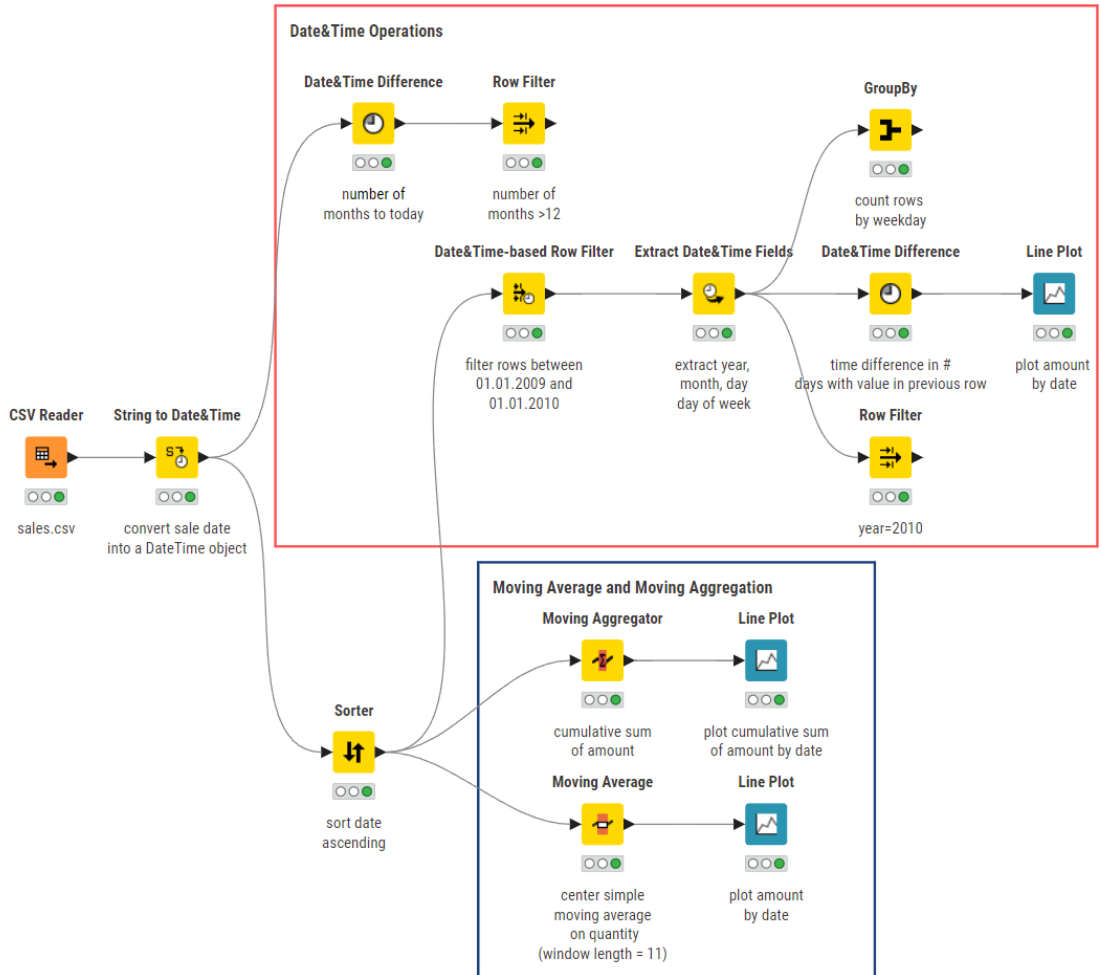 Date&Time Operations
Date&Time Difference
Row Filter
GroupBy
number of
months to today
number of
months >12
count rows
by weekday
Date&Time-based Row Filter
Extract Date&Time Fields
Date&Time Difference
Line Plot
filter rows between
01.01.2009 and
01.01.2010
extract year,
month, day
day of week
time difference in #
days with value in previous row
plot amount
by date
CSV Reader
String to Date&Time
Row Filter
S
sales.csv
convert sale date
into a DateTime object
year=2010
Moving Average and Moving Aggregation
Moving Aggregator
Line Plot
Sorter
cumulative sum
of amount
plot cumulative sum
of amount by date
Moving Average
Line Plot
sort date
ascending
center simple
moving average
on quantity
(window length = 11)
plot amount
by date